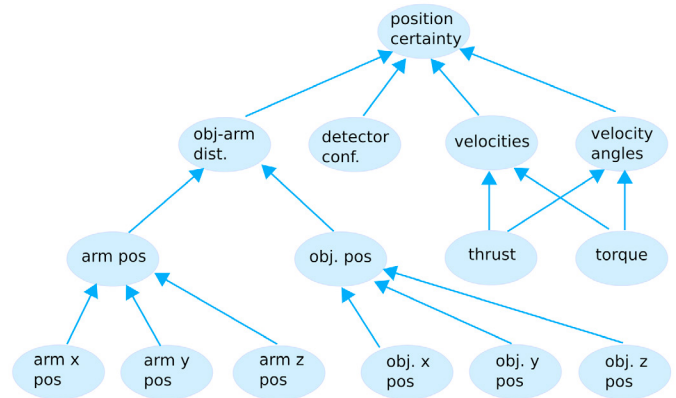 position
certainty
obj-arm
dist.
detector
conf.
velocities
velocity
angles
arm pos
obj. pos
thrust
torque
arm x
pos
arm y
pos
arm z
pos
obj. x
pos
obj. y
pos
obj. z
pos